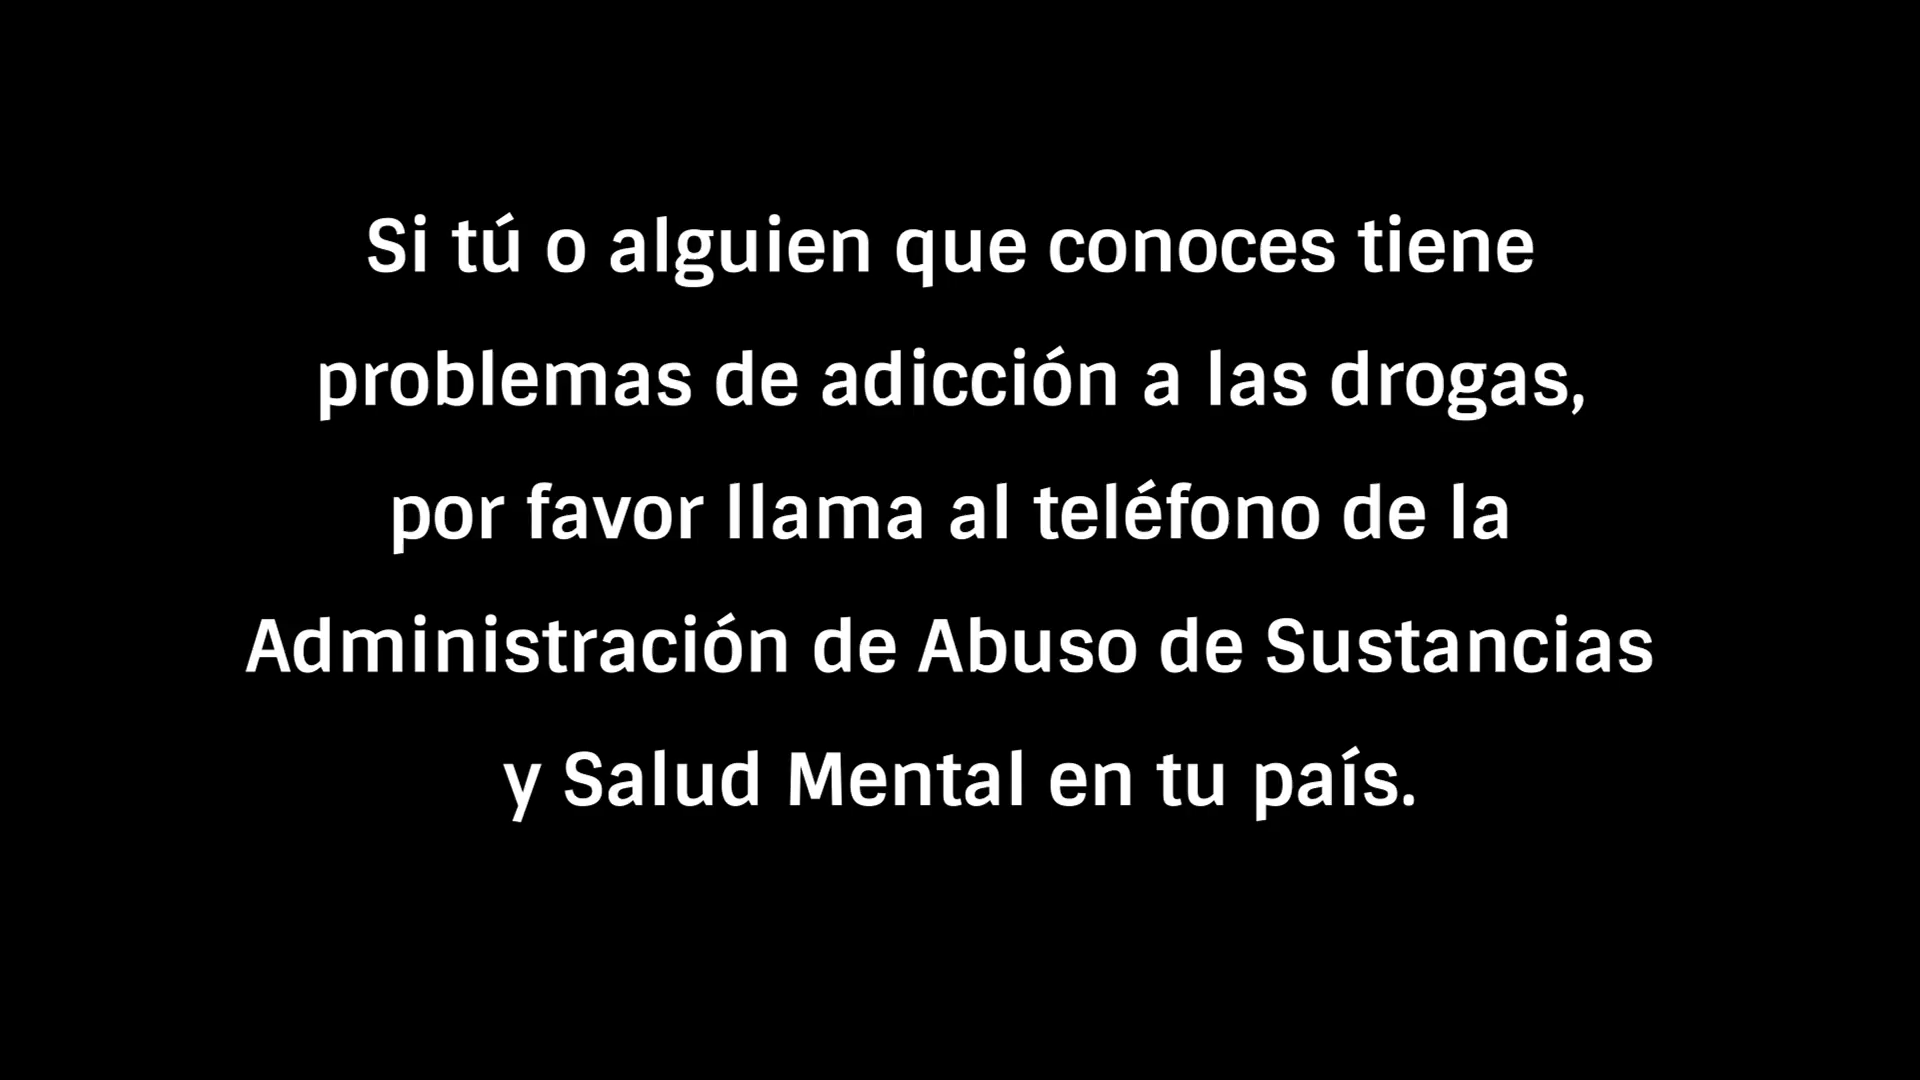 Si tú o alguien que conoces tiene
problemas de adicción a las drogas,
por favor llama al teléfono de la
Administración de Abuso de Sustancias
y Salud Mental en tu país.